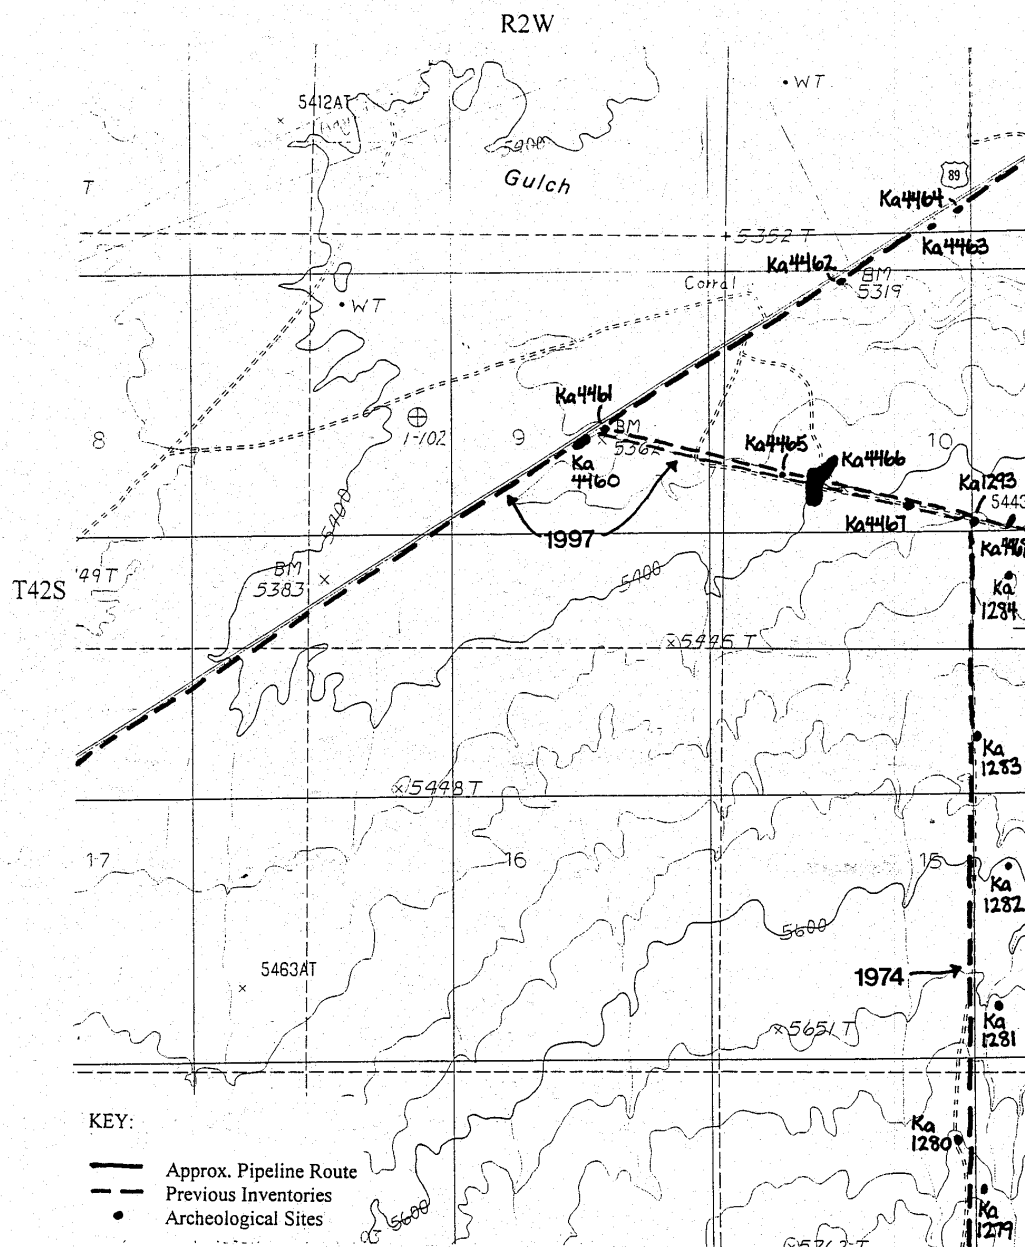 R2W
WT
5412AT
5400
89
T
Gulch
Ka4464
5352 T
Ka4463
Ka4462
BM
5319
Corral
WT
Ka4461
1-102
8
9
BM
10
Ka4465
Ka
4460
Ka4466
Ka1293
5443
5400
Ka4467
1997
T42S
'49 T
BM
5383
5400
Ka
1284
5445 T
Ka
1283
5448 T
17
16
15
Ka
1282
5600
5463AT
1974
5651 T
Ka
1281
KEY:
Ka
1280
Approx. Pipeline Route
Previous Inventories
Archeological Sites
5600
Ka
1279